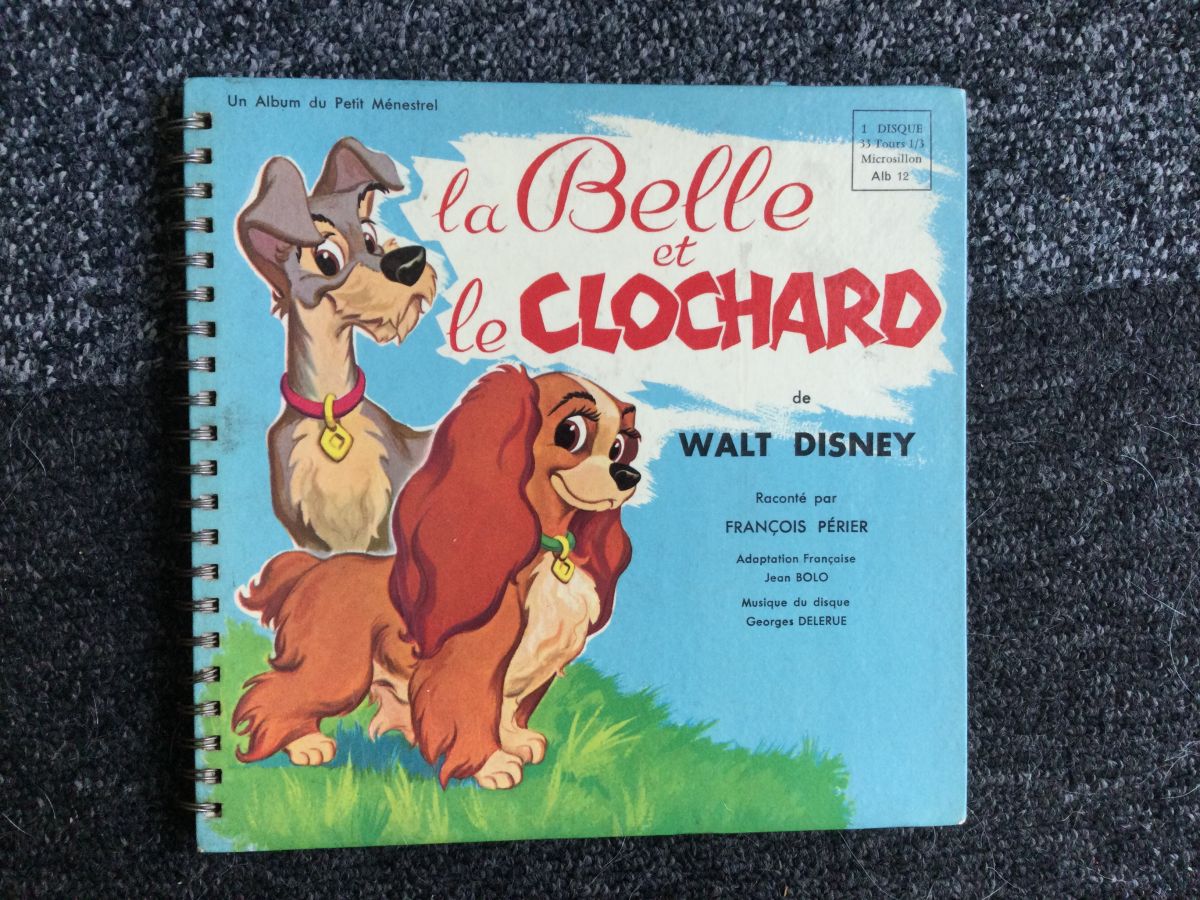 Un Album du Petit Ménestrel
1 DISQUE
33 Tours 1/3
Microsillon
Alb 12
la Belle
et
le CLOCHARD
de
WALT DISNEY
Raconté par
FRANÇOIS PÉRIER
Adaptation Française
Jean BOLO
Musique du disque
Georges DELERUE